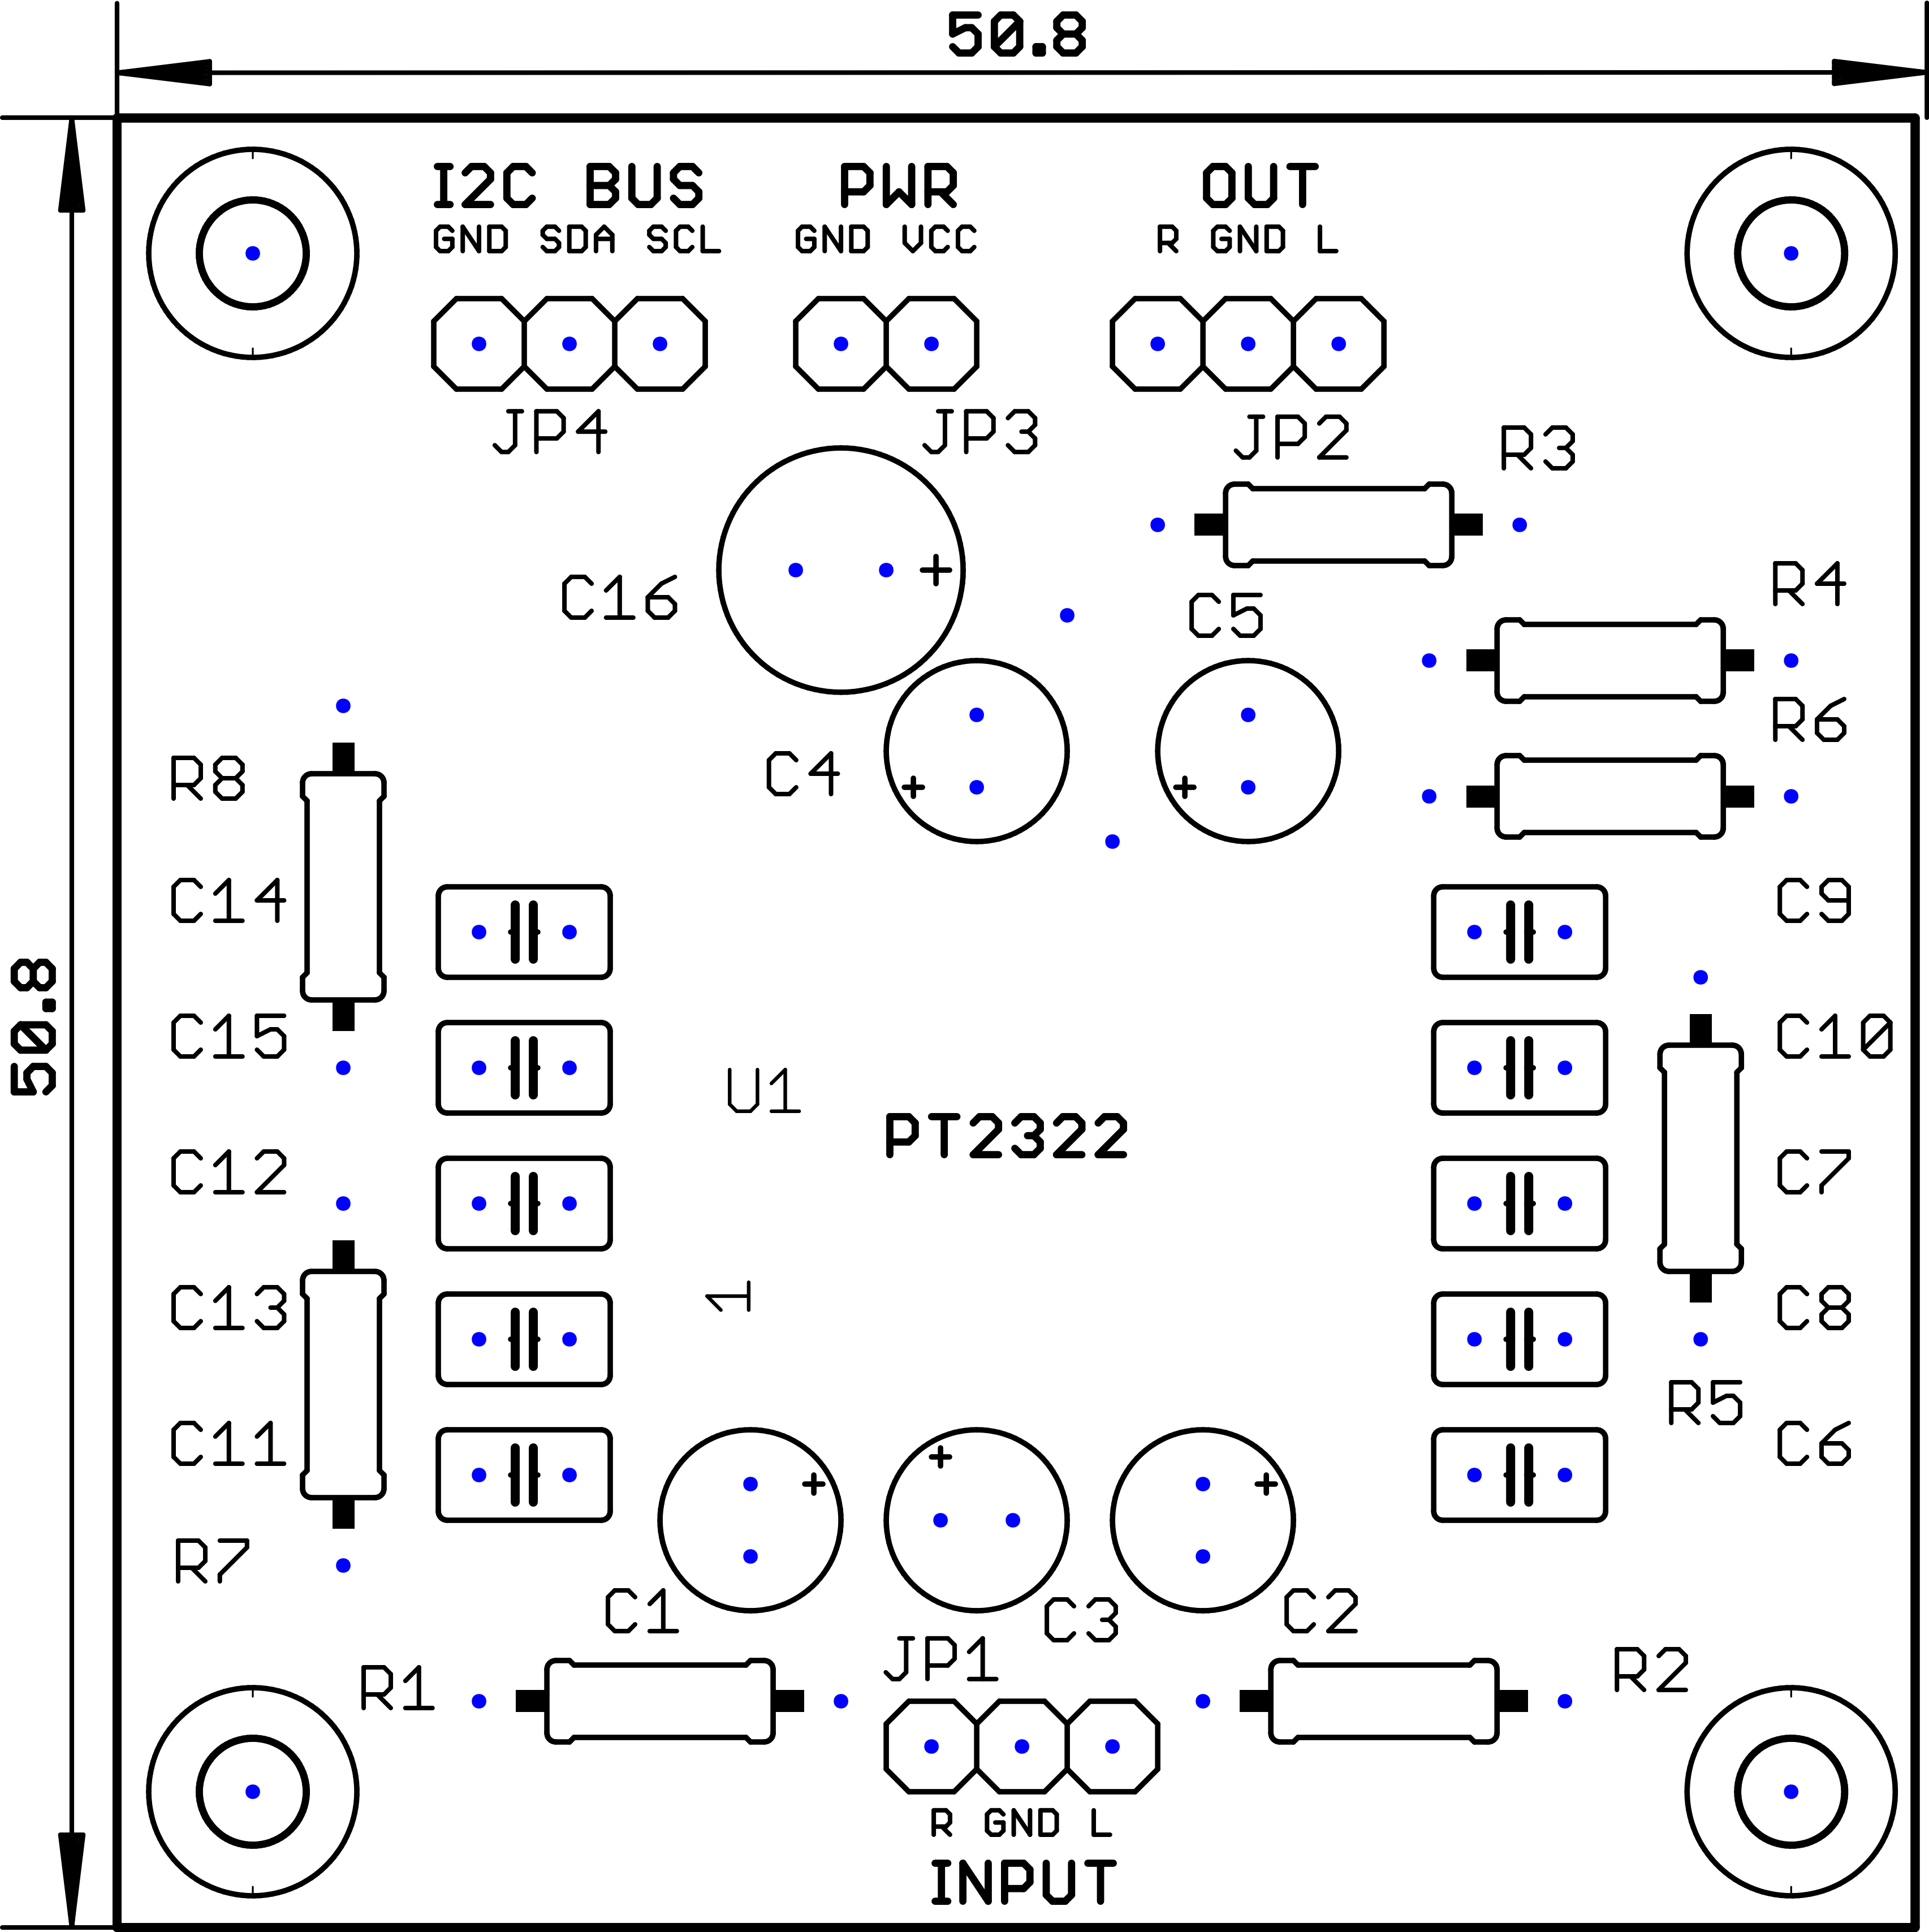 50.8
I2C BUS PWR OUT
GND SDA SCL GND VCC R GND L
JP4 JP3 JP2 R3
C16 C5 R4
R6
R8 C4
C14 C9
50.8
C15 C10
U1
PT2322
C12 C7
C13 1 C8
R5
C11 C6
R7
C1 C3 C2
R1 JP1 R2
R GND L
INPUT